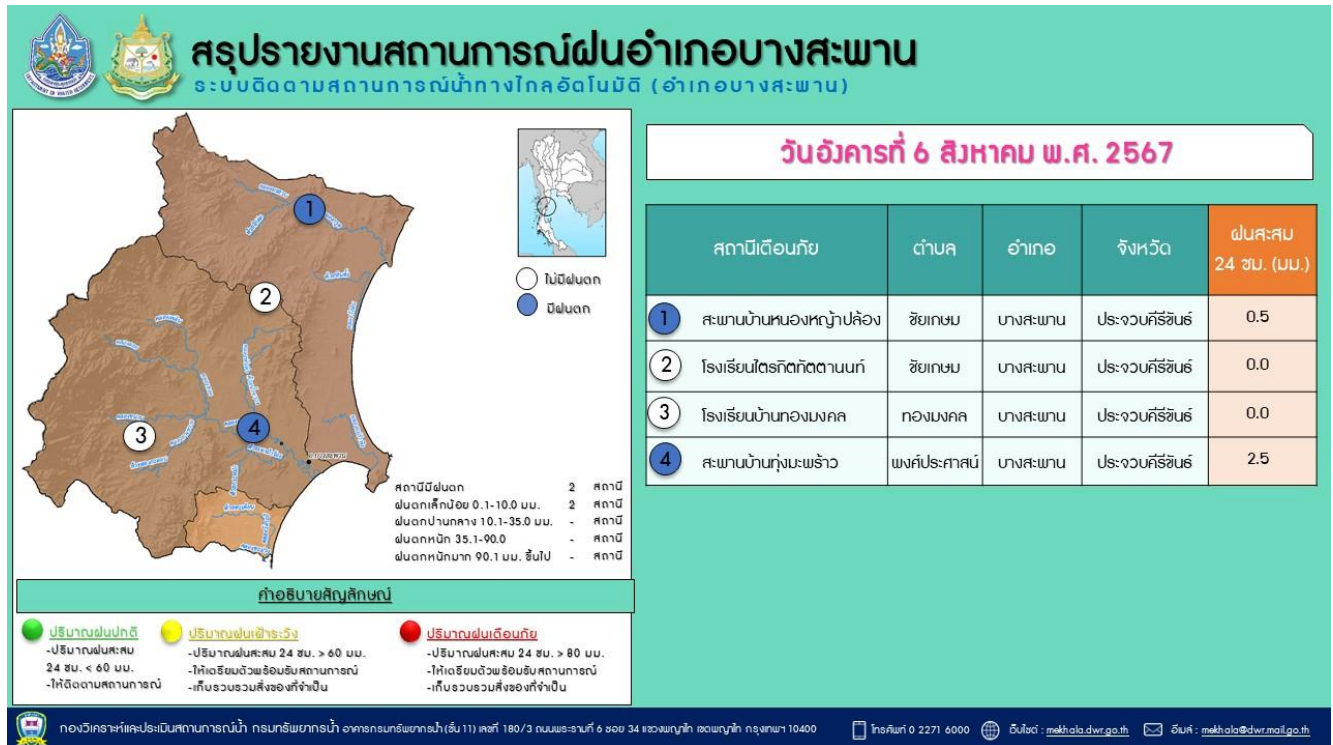 สรุปรายงานสถานการณ์ฝนอำเภอบางสะพาน
ระบบติดตามสถานการณ์น้ำทางไกลอัตโนมัติ (อำเภอบางสะพาน)
วันอังคารที่ 6 สิงหาคม พ.ศ. 2567
1
2
3
4
ไม่มีฝนตก
มีฝนตก
สถานีมีฝนตก 2 สถานี
ฝนตกเล็กน้อย 0.1-10.0 มม. 2 สถานี
ฝนตกปานกลาง 10.1-35.0 มม. - สถานี
ฝนตกหนัก 35.1-90.0 - สถานี
ฝนตกหนักมาก 90.1 มม. ขึ้นไป - สถานี
สถานีเตือนภัย ตำบล อำเภอ จังหวัด ฝนสะสม
24 ชม. (มม.)
1 สะพานบ้านหนองหญ้าปล้อง ชัยเกษม บางสะพาน ประจวบคีรีขันธ์ 0.5
2 โรงเรียนไตรกิตทัตตานนท์ ชัยเกษม บางสะพาน ประจวบคีรีขันธ์ 0.0
3 โรงเรียนบ้านทองมงคล ทองมงคล บางสะพาน ประจวบคีรีขันธ์ 0.0
4 สะพานบ้านทุ่งมะพร้าว พงศ์ประศาสน์ บางสะพาน ประจวบคีรีขันธ์ 2.5
คำอธิบายสัญลักษณ์
ปริมาณฝนปกติ
-ปริมาณฝนสะสม
24 ชม. < 60 มม.
-ให้ติดตามสถานการณ์
ปริมาณฝนเฝ้าระวัง
-ปริมาณฝนสะสม 24 ชม. > 60 มม.
-ให้เตรียมตัวพร้อมรับสถานการณ์
-เก็บรวบรวมสิ่งของที่จำเป็น
ปริมาณฝนเตือนภัย
-ปริมาณฝนสะสม 24 ชม. > 80 มม.
-ให้เตรียมตัวพร้อมรับสถานการณ์
-เก็บรวบรวมสิ่งของที่จำเป็น
กองวิเคราะห์และประเมินสถานการณ์น้ำ กรมทรัพยากรน้ำ อาคารกรมทรัพยากรน้ำ (ชั้น 11) เลขที่ 180/3 ถนนพระรามที่ 6 ซอย 34 แขวงพญาไท เขตพญาไท กรุงเทพฯ 10400 โทรศัพท์ 0 2271 6000 เว็บไซต์ : mekhala.dwr.go.th อีเมล์ : mekhala@dwr.mail.go.th